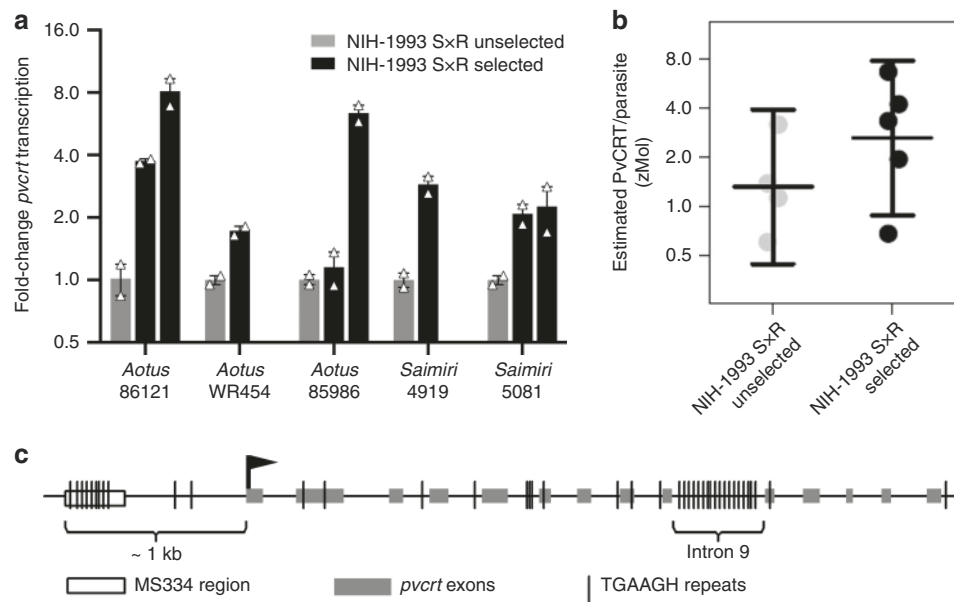 a
16.0
8.0
4.0
2.0
1.0
0.5
Fold-change pvcrt transcription
NIH-1993 S×R unselected
NIH-1993 S×R selected
Aotus
86121
Aotus
WR454
Aotus
85986
Saimiri
4919
Saimiri
5081
b
8.0
4.0
2.0
1.0
0.5
Estimated PvCRT/parasite
(zMol)
NIH-1993 S×R
unselected
NIH-1993 S×R
selected
c
~ 1 kb
Intron 9
MS334 region
pvcrt exons
TGAAGH repeats